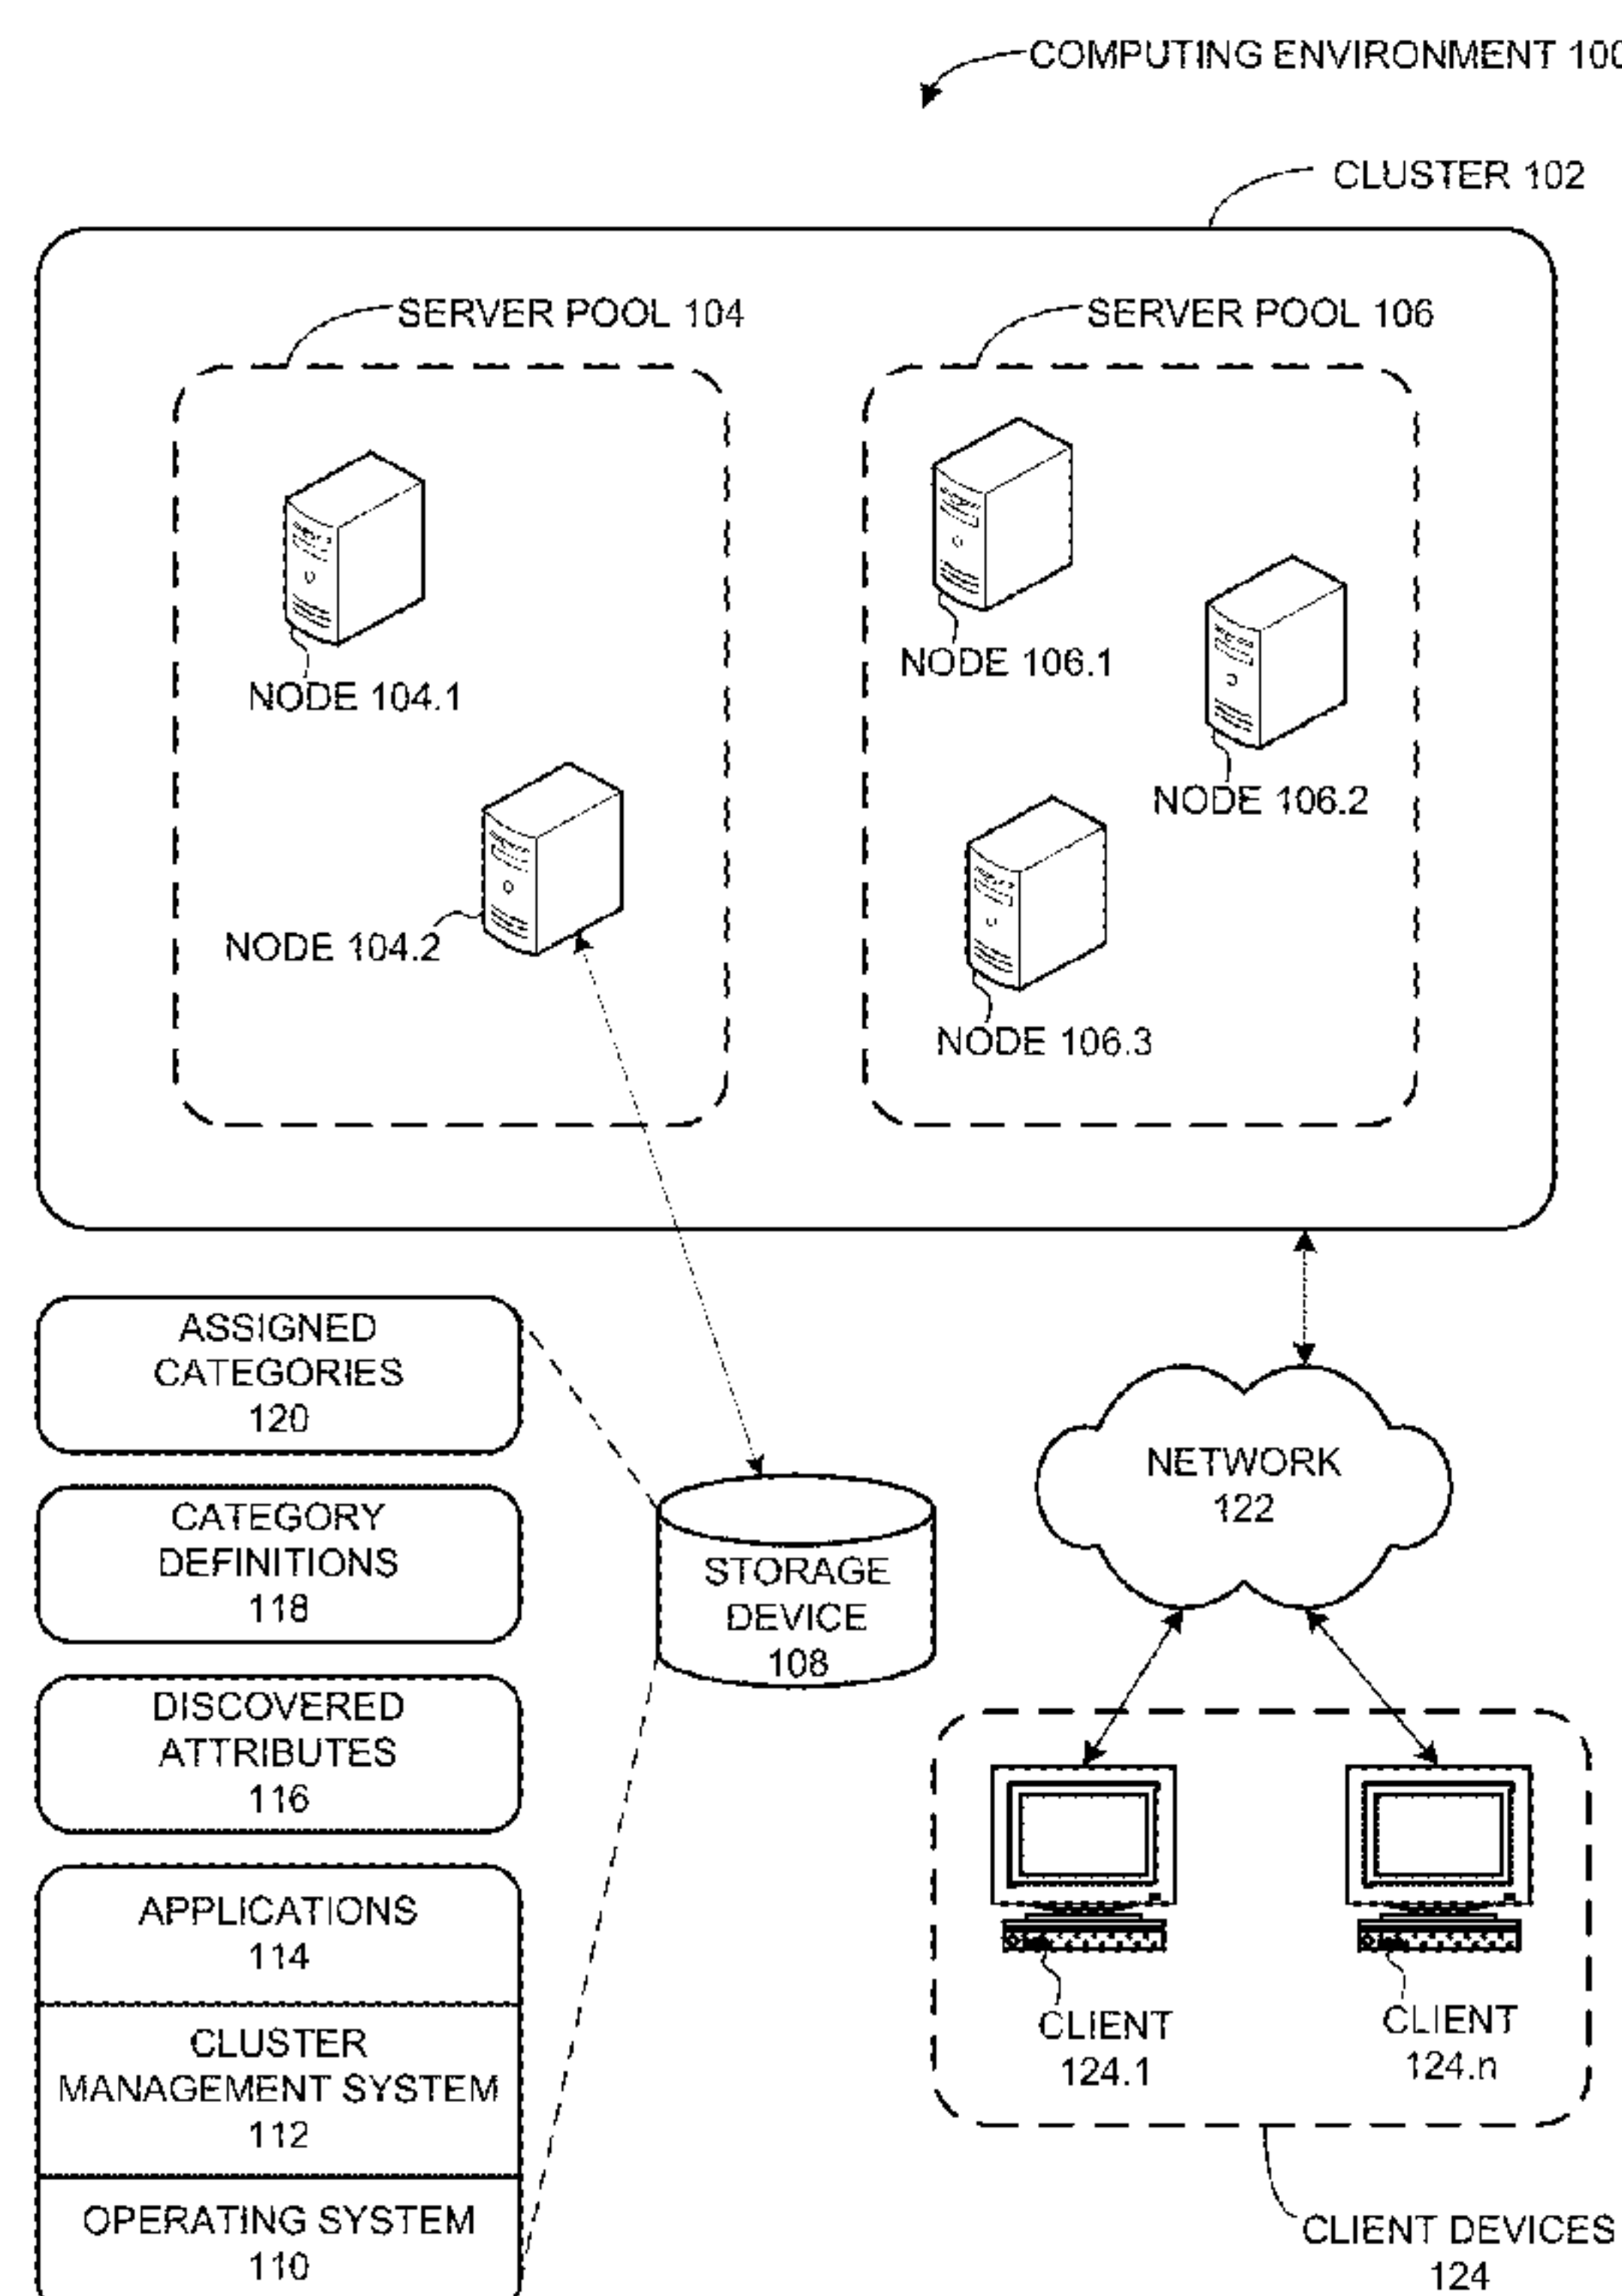 COMPUTING ENVIRONMENT 100
CLUSTER 102
SERVER POOL 104
SERVER POOL 106
NODE 104.1
NODE 106.1
NODE 106.2
NODE 104.2
NODE 106.3
ASSIGNED
CATEGORIES
120
CATEGORY
DEFINITIONS
118
DISCOVERED
ATTRIBUTES
116
APPLICATIONS
114
CLUSTER
MANAGEMENT SYSTEM
112
OPERATING SYSTEM
110
STORAGE
DEVICE
108
NETWORK
122
CLIENT
124.1
CLIENT
124.n
CLIENT DEVICES
124